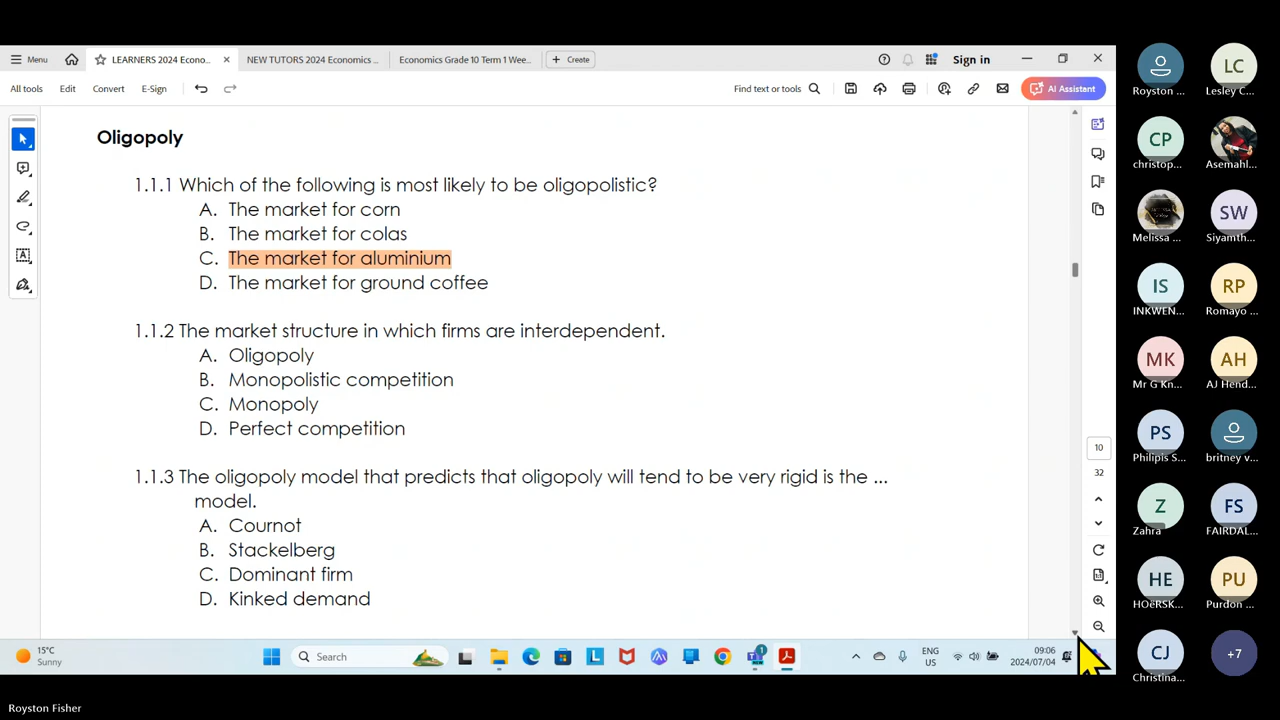 Menu
LEARNERS 2024 Econo...
NEW TUTORS 2024 Economics ...
Economics Grade 10 Term 1 Wee...
Create
Sign in
All tools
Edit
Convert
E-Sign
Find text or tools
AI Assistant
Oligopoly
1.1.1 Which of the following is most likely to be oligopolistic?
A. The market for corn
B. The market for colas
C. The market for aluminium
D. The market for ground coffee
1.1.2 The market structure in which firms are interdependent.
A. Oligopoly
B. Monopolistic competition
C. Monopoly
D. Perfect competition
1.1.3 The oligopoly model that predicts that oligopoly will tend to be very rigid is the ...
model.
A. Cournot
B. Stackelberg
C. Dominant firm
D. Kinked demand
10
32
15°C
Sunny
Search
ENG
US
09:06
2024/07/04
Royston ...
LC
Lesley C...
CP
christop...
Asemahl...
Melissa ...
SW
Siyamth...
IS
INKWEN...
RP
Romayo ...
MK
Mr G Kn...
AH
AJ Hend...
PS
Philipis S...
britney v...
Z
Zahra
FS
FAIRDAL...
HE
HOërSK...
PU
Purdon ...
CJ
Christina...
+7
Royston Fisher